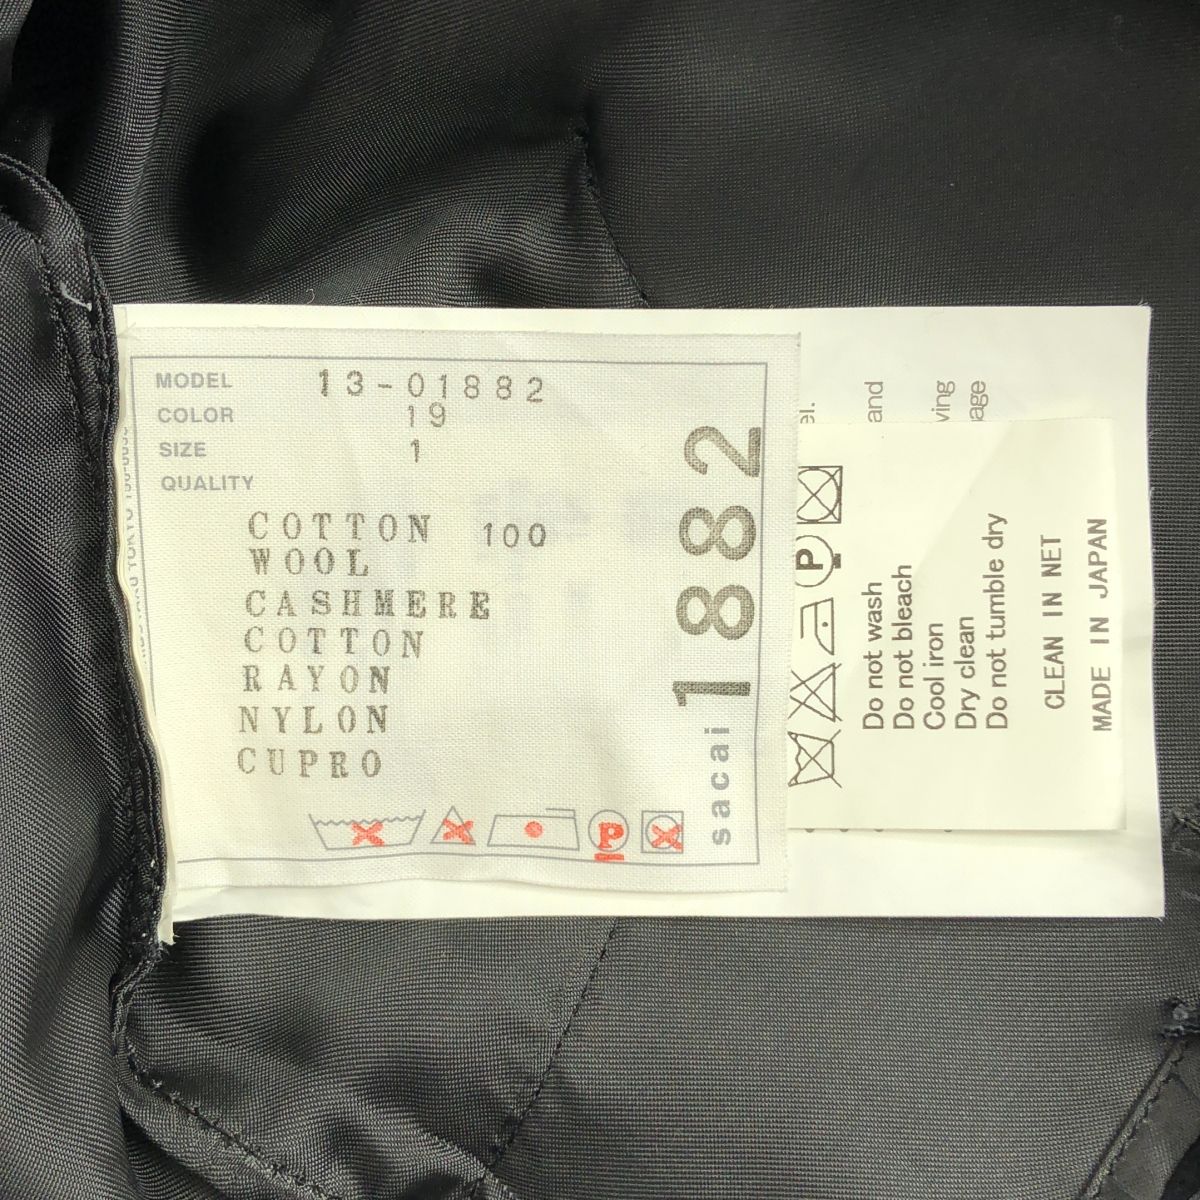 MODEL 13-01882
COLOR 19
SIZE 1
QUALITY
COTTON 100
WOOL
CASHMERE
COTTON
RAYON
NYLON
CUPRO
P
sacai 1882
and
P
Do not wash
Do not bleach
Cool iron
Dry clean
Do not tumble dry
CLEAN IN NET
MADE IN JAPAN